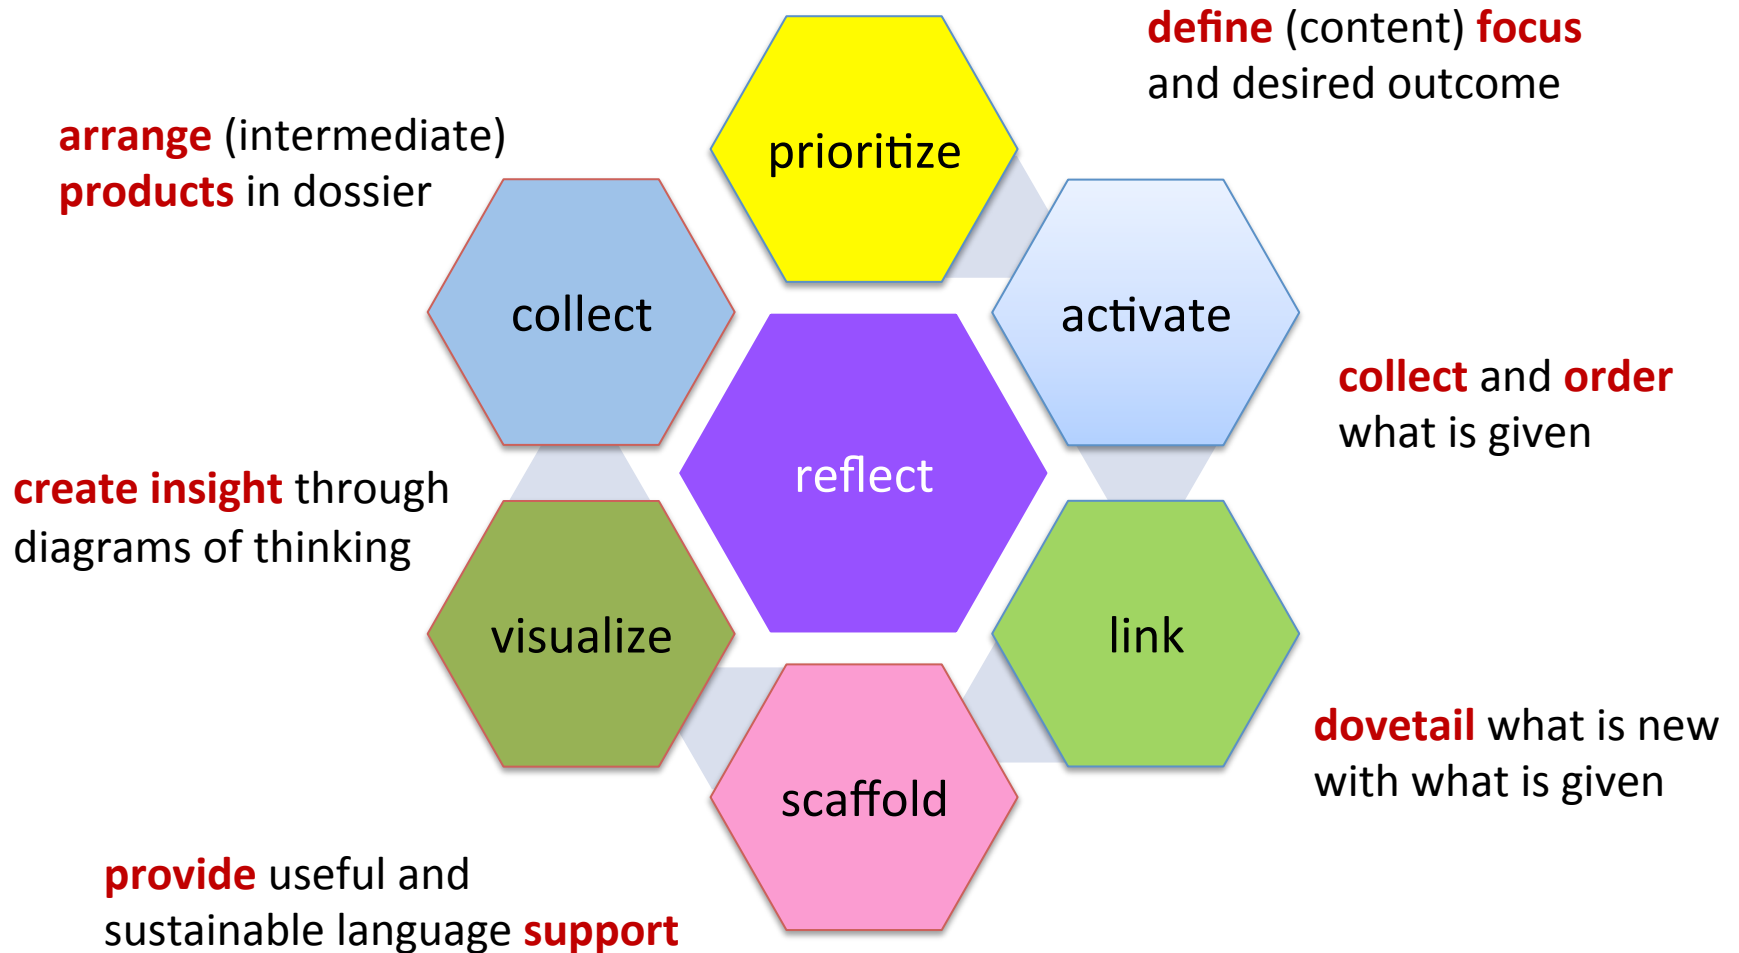 prioritize
define (content) focus
and desired outcome
activate
collect and order
what is given
link
dovetail what is new
with what is given
scaffold
provide useful and
sustainable language support
visualize
create insight through
diagrams of thinking
collect
arrange (intermediate)
products in dossier
reflect